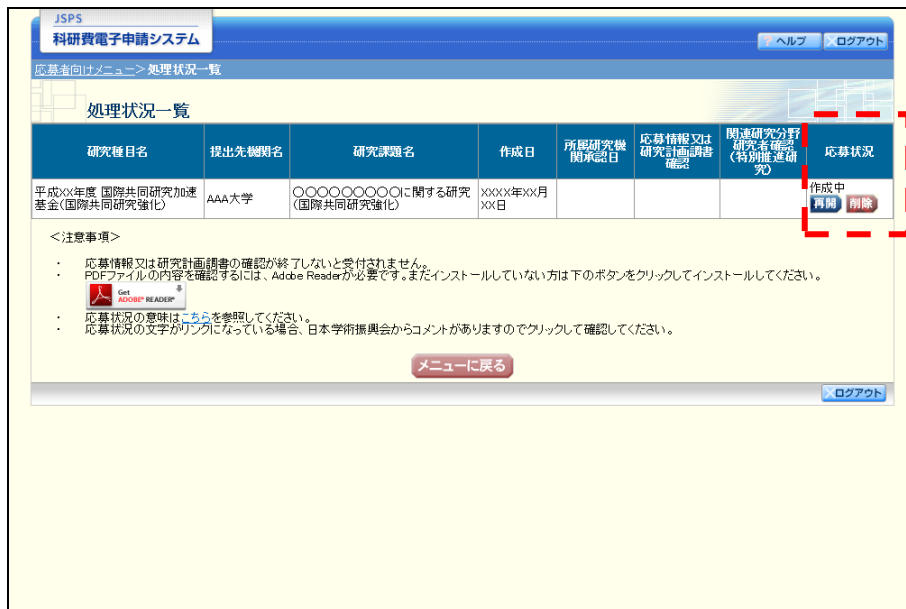 JSPS
科研費電子申請システム
? ヘルプ
ログアウト
応募者向けメニュー>処理状況一覧
処理状況一覧
研究種目名
提出先機関名
研究課題名
作成日
所属研究機
関承認日
応募情報又は
研究計画調書
確認
関連研究分野
研究者確認
(特別推進研
究)
応募状況
平成XX年度 国際共同研究加速
基金(国際共同研究強化)
AAA大学
○○○○○○○○○に関する研究
(国際共同研究強化)
XXXX年XX月
XX日
作成中
再開 削除
<注意事項>
・ 応募情報又は研究計画調書の確認が終了しないと受付されません。
・ PDFファイルの内容を確認するには、Adobe Readerが必要です。まだインストールしていない方は下のボタンをクリックしてインストールしてください。
Get
ADOBE® READER®
・ 応募状況の意味はこちらを参照してください。
・ 応募状況の文字がリンクになっている場合、日本学術振興会からコメントがありますのでクリックして確認してください。
メニューに戻る
ログアウト